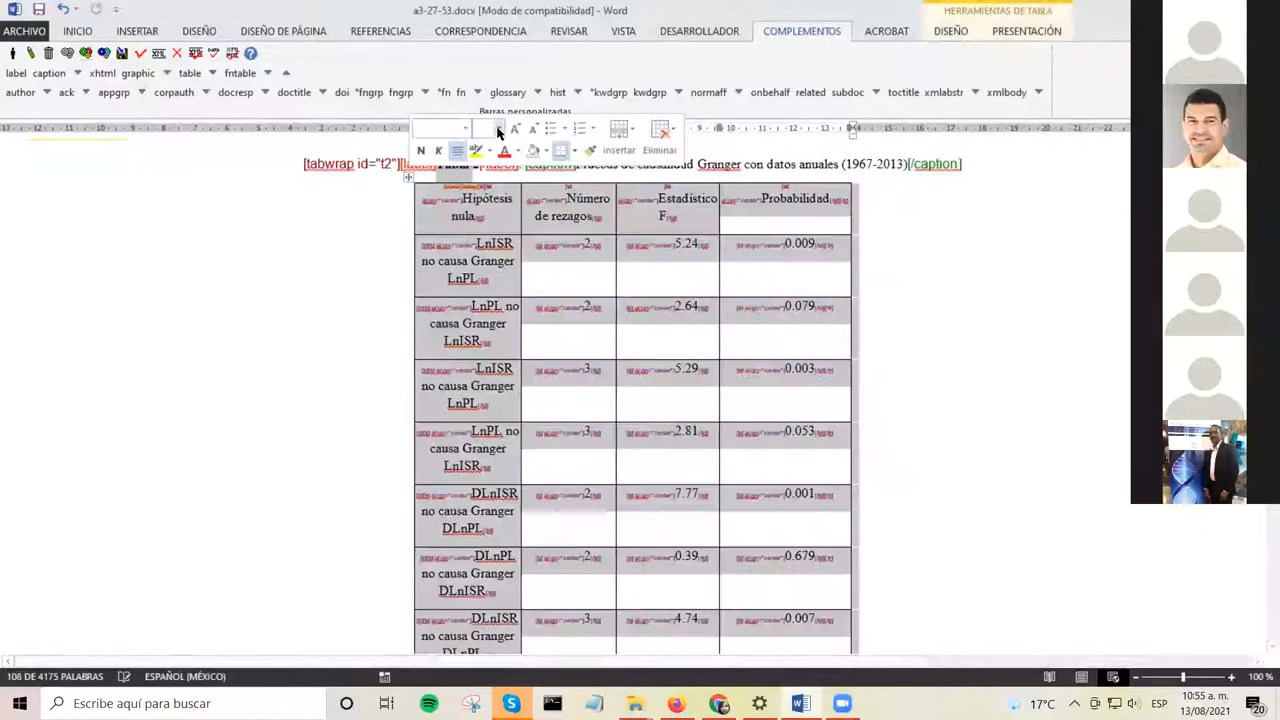 a3-27-53.docx [Modo de compatibilidad] - Word
HERRAMIENTAS DE TABLA
ARCHIVO INICIO INSERTAR DISEÑO DISEÑO DE PÁGINA REFERENCIAS CORRESPONDENCIA REVISAR VISTA DESARROLLADOR COMPLEMENTOS ACROBAT DISEÑO PRESENTACIÓN
label caption xhtml graphic table fntable
author ack appgrp corpauth docresp doctitle doi *fngrp fngrp *fn fn glossary hist *kwdgrp kwdgrp normaff onbehalf related subdoc toctitle xmlabstr xmlbody
Barras personalizadas
N K Insertar Eliminar
[tabwrap id="t2"] Granger con datos anuales (1967-2013)[/caption]
Hipótesis nula Número de rezagos Estadístico F Probabilidad
LnISR no causa Granger LnPL 2 5.24 0.009
LnPL no causa Granger LnISR 2 2.64 0.079
LnISR no causa Granger LnPL 3 5.29 0.003
LnPL no causa Granger LnISR 3 2.81 0.053
DLnISR no causa Granger DLnPL 2 7.77 0.001
DLnPL no causa Granger DLnISR 2 0.39 0.679
DLnISR no causa Granger DLnPL 3 4.74 0.007
108 DE 4175 PALABRAS ESPAÑOL (MÉXICO) 100 %
Escribe aquí para buscar 17°C ESP 10:55 a. m.
13/08/2021 20